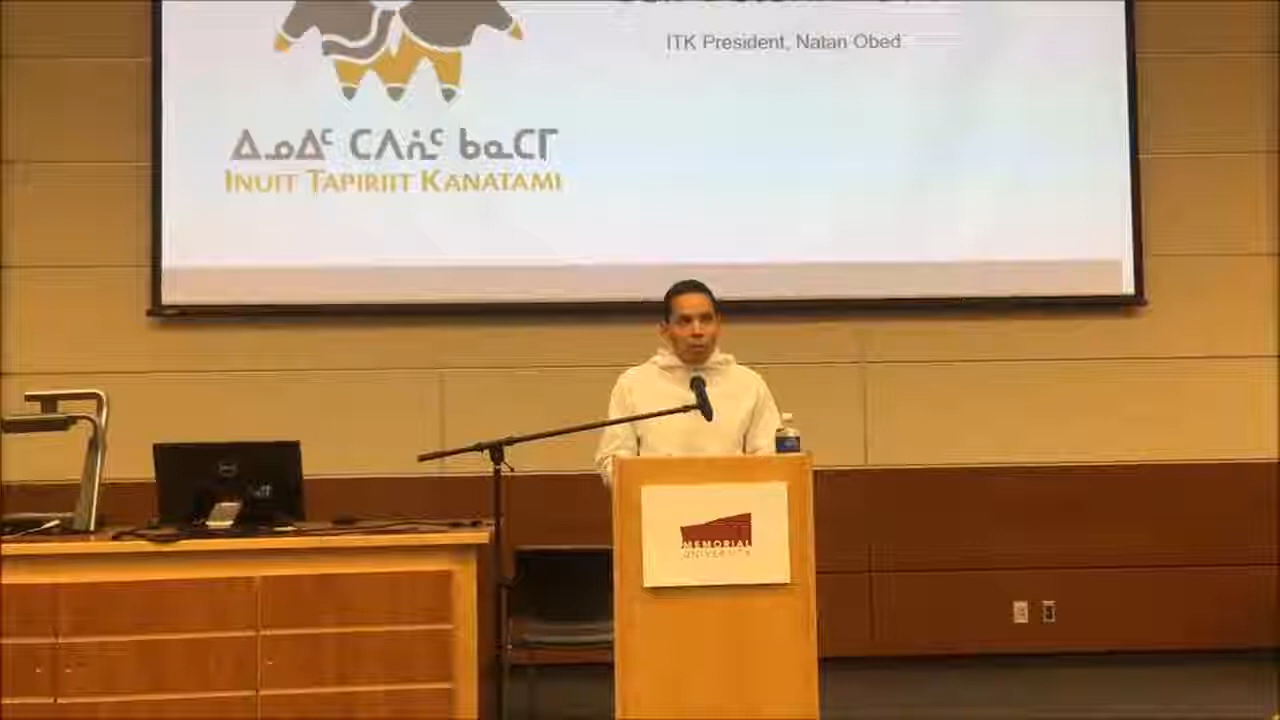 ITK President, Natan Obed
ᐃᓄᐃᑦ ᑕᐱᕇᑦ ᑲᓇᑕᒥ
INUIT TAPIRIIT KANATAMI
MEMORIAL
UNIVERSITY